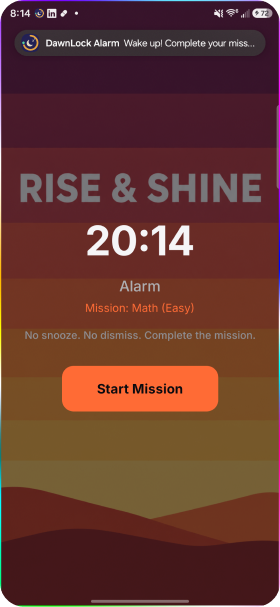 8:14
72
DawnLock Alarm Wake up! Complete your miss...
RISE & SHINE
20:14
Alarm
Mission: Math (Easy)
No snooze. No dismiss. Complete the mission.
Start Mission